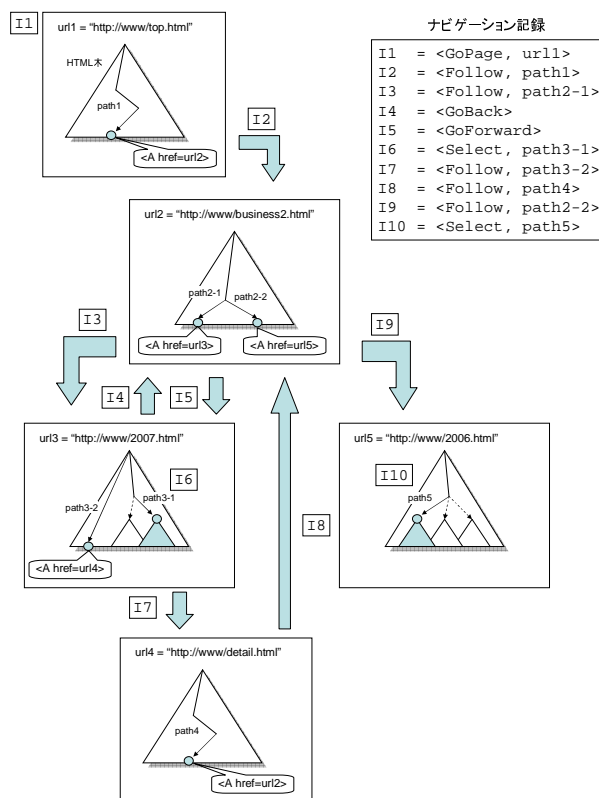 I1
url1 = “http://www/top.html”
HTML木
path1
<A href=url2>
I2
ナビゲーション記録
I1 = <GoPage, url1>
I2 = <Follow, path1>
I3 = <Follow, path2-1>
I4 = <GoBack>
I5 = <GoForward>
I6 = <Select, path3-1>
I7 = <Follow, path3-2>
I8 = <Follow, path4>
I9 = <Follow, path2-2>
I10 = <Select, path5>
url2 = “http://www/business2.html”
path2-1 path2-2
<A href=url3> <A href=url5>
I3
I9
I4 I5
url3 = “http://www/2007.html”
I6
path3-1
path3-2
<A href=url4>
I8
url5 = “http://www/2006.html”
I10
path5
I7
url4 = “http://www/detail.html”
path4
<A href=url2>